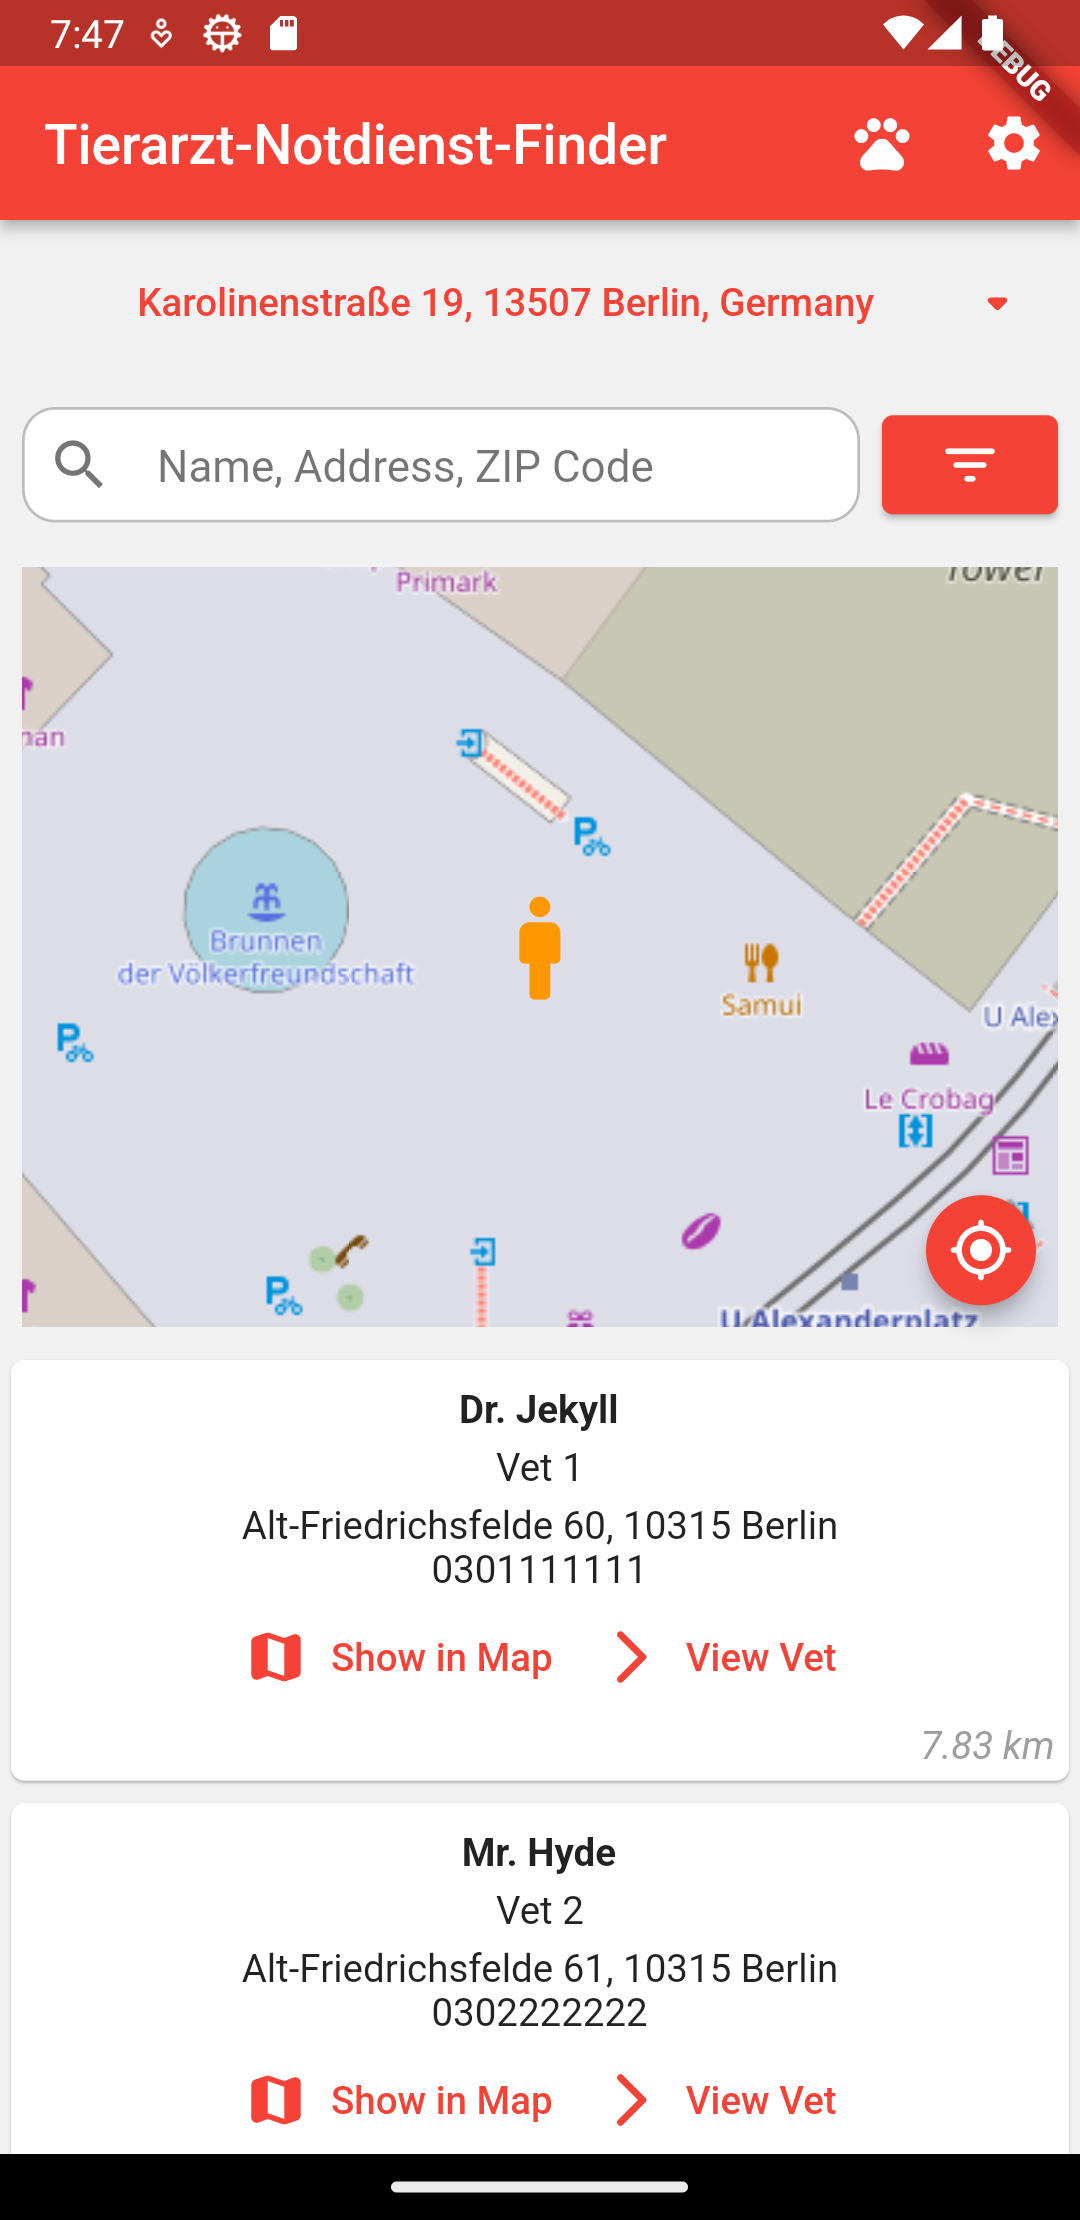 7:47
EBUG
Tierarzt-Notdienst-Finder
Karolinenstraße 19, 13507 Berlin, Germany
Name, Address, ZIP Code
Primark
Tower
Brunnen
der Völkerfreundschaft
Samui
U Alex
Le Crobag
U Alexanderplatz
Dr. Jekyll
Vet 1
Alt-Friedrichsfelde 60, 10315 Berlin
0301111111
Show in Map
View Vet
7.83 km
Mr. Hyde
Vet 2
Alt-Friedrichsfelde 61, 10315 Berlin
0302222222
Show in Map
View Vet